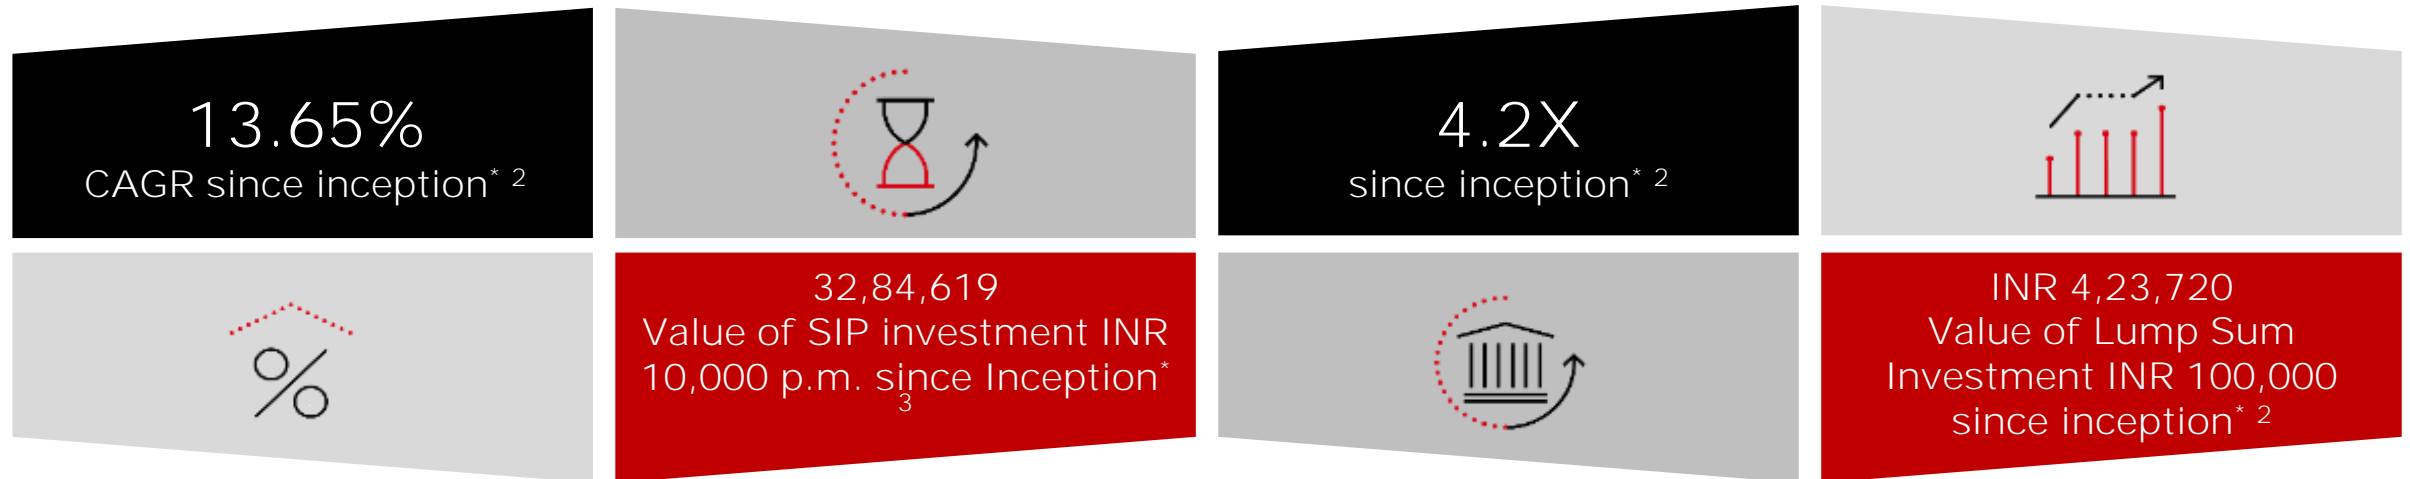 13.65%
CAGR since inception* 2
4.2X
since inception* 2
32,84,619
Value of SIP investment INR
10,000 p.m. since Inception*
3
INR 4,23,720
Value of Lump Sum
Investment INR 100,000
since inception* 2